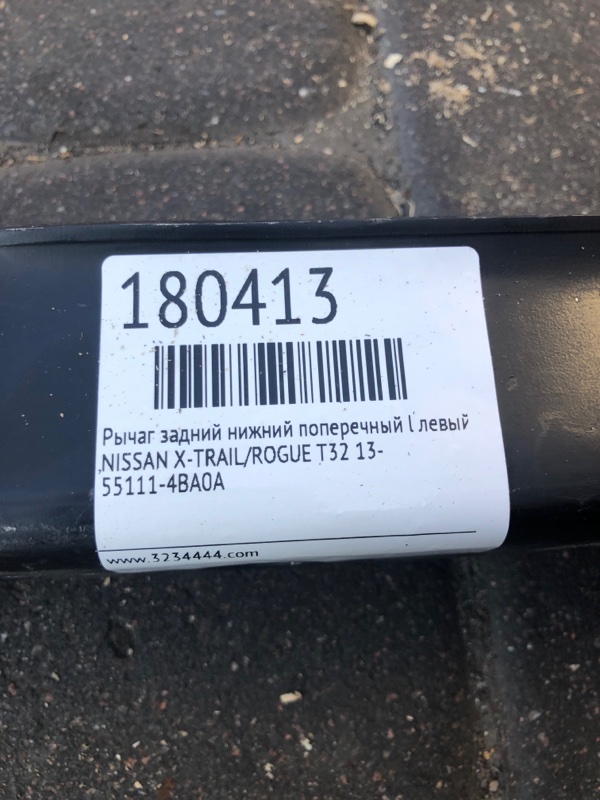 180413
Рычаг задний нижний поперечный l левый
NISSAN X-TRAIL/ROGUE T32 13-
55111-4BA0A
www.3234444.com